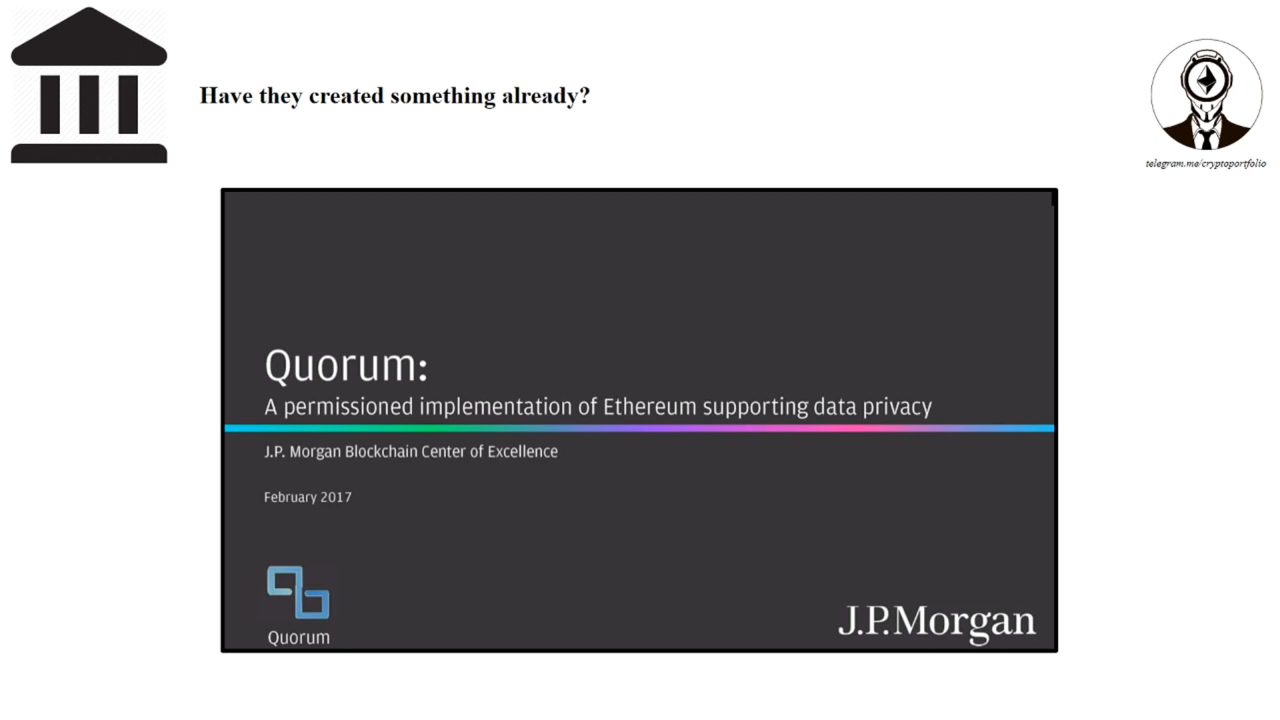 Have they created something already?
telegram.me/cryptoportfolio
Quorum:
A permissioned implementation of Ethereum supporting data privacy
J.P. Morgan Blockchain Center of Excellence
February 2017
Quorum
J.P.Morgan